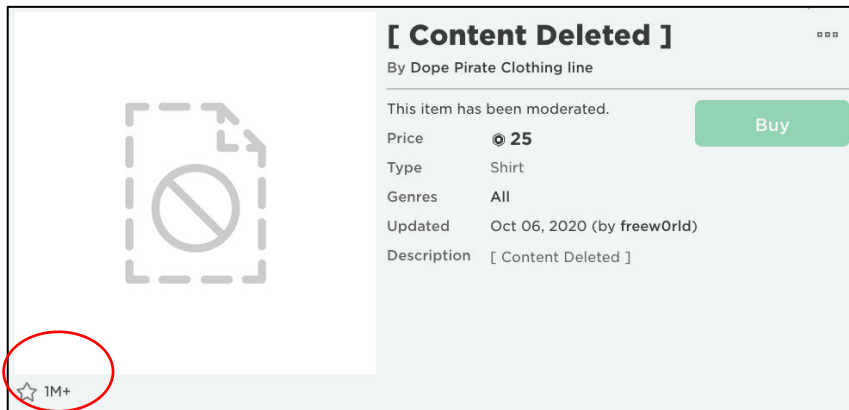 [ Content Deleted ]
By Dope Pirate Clothing line
This item has been moderated.
Buy
Price 25
Type Shirt
Genres All
Updated Oct 06, 2020 (by freew0rld)
Description [ Content Deleted ]
1M+